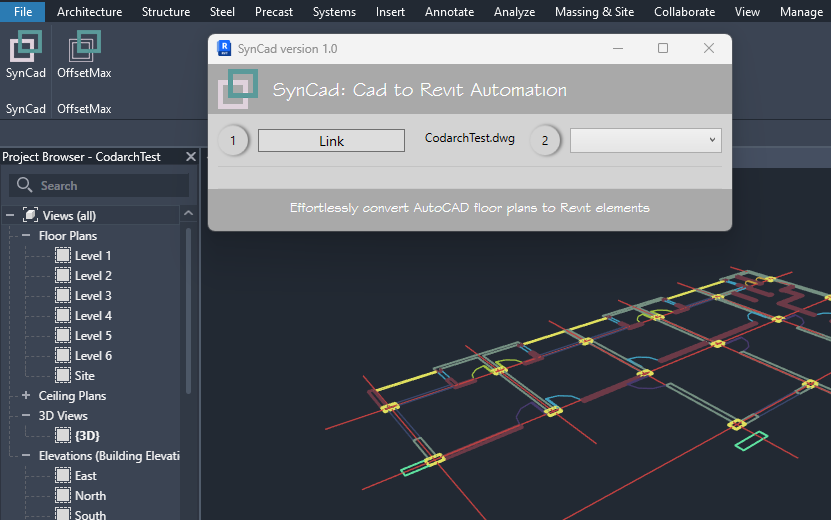 File Architecture Structure Steel Precast Systems Insert Annotate Analyze Massing & Site Collaborate View Manage
SynCad OffsetMax
SynCad OffsetMax
SynCad version 1.0
SynCad: Cad to Revit Automation
1 Link CodarchTest.dwg 2
Effortlessly convert AutoCAD floor plans to Revit elements
Project Browser - CodarchTest
Search
Views (all)
Floor Plans
Level 1
Level 2
Level 3
Level 4
Level 5
Level 6
Site
Ceiling Plans
3D Views
{3D}
Elevations (Building Elevati
East
North
South